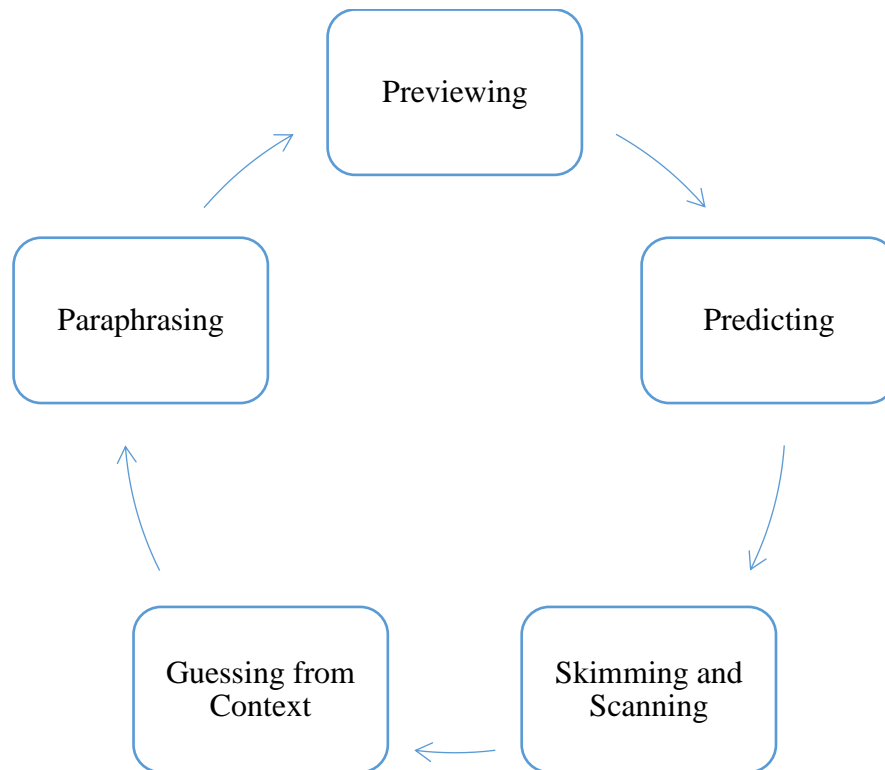 Previewing
Predicting
Skimming and
Scanning
Guessing from
Context
Paraphrasing